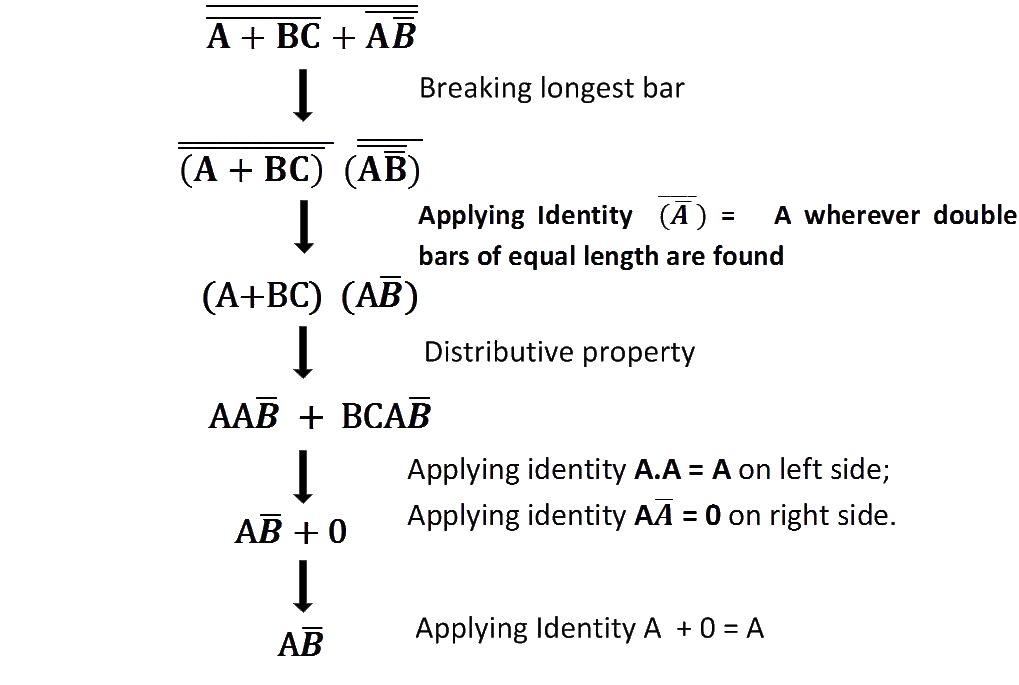 $\overline{\overline{A + BC} + \overline{A\overline{B}}}$
Breaking longest bar
$\overline{\overline{(A + BC)}}$ $\overline{\overline{(A\overline{B})}}$
Applying Identity $\overline{(\overline{A})}$ = A wherever double
bars of equal length are found
(A+BC) (A$\overline{B}$)
Distributive property
AA$\overline{B}$ + BCA$\overline{B}$
Applying identity A.A = A on left side;
Applying identity A$\overline{A}$ = 0 on right side.
A$\overline{B}$ + 0
Applying Identity A + 0 = A
A$\overline{B}$